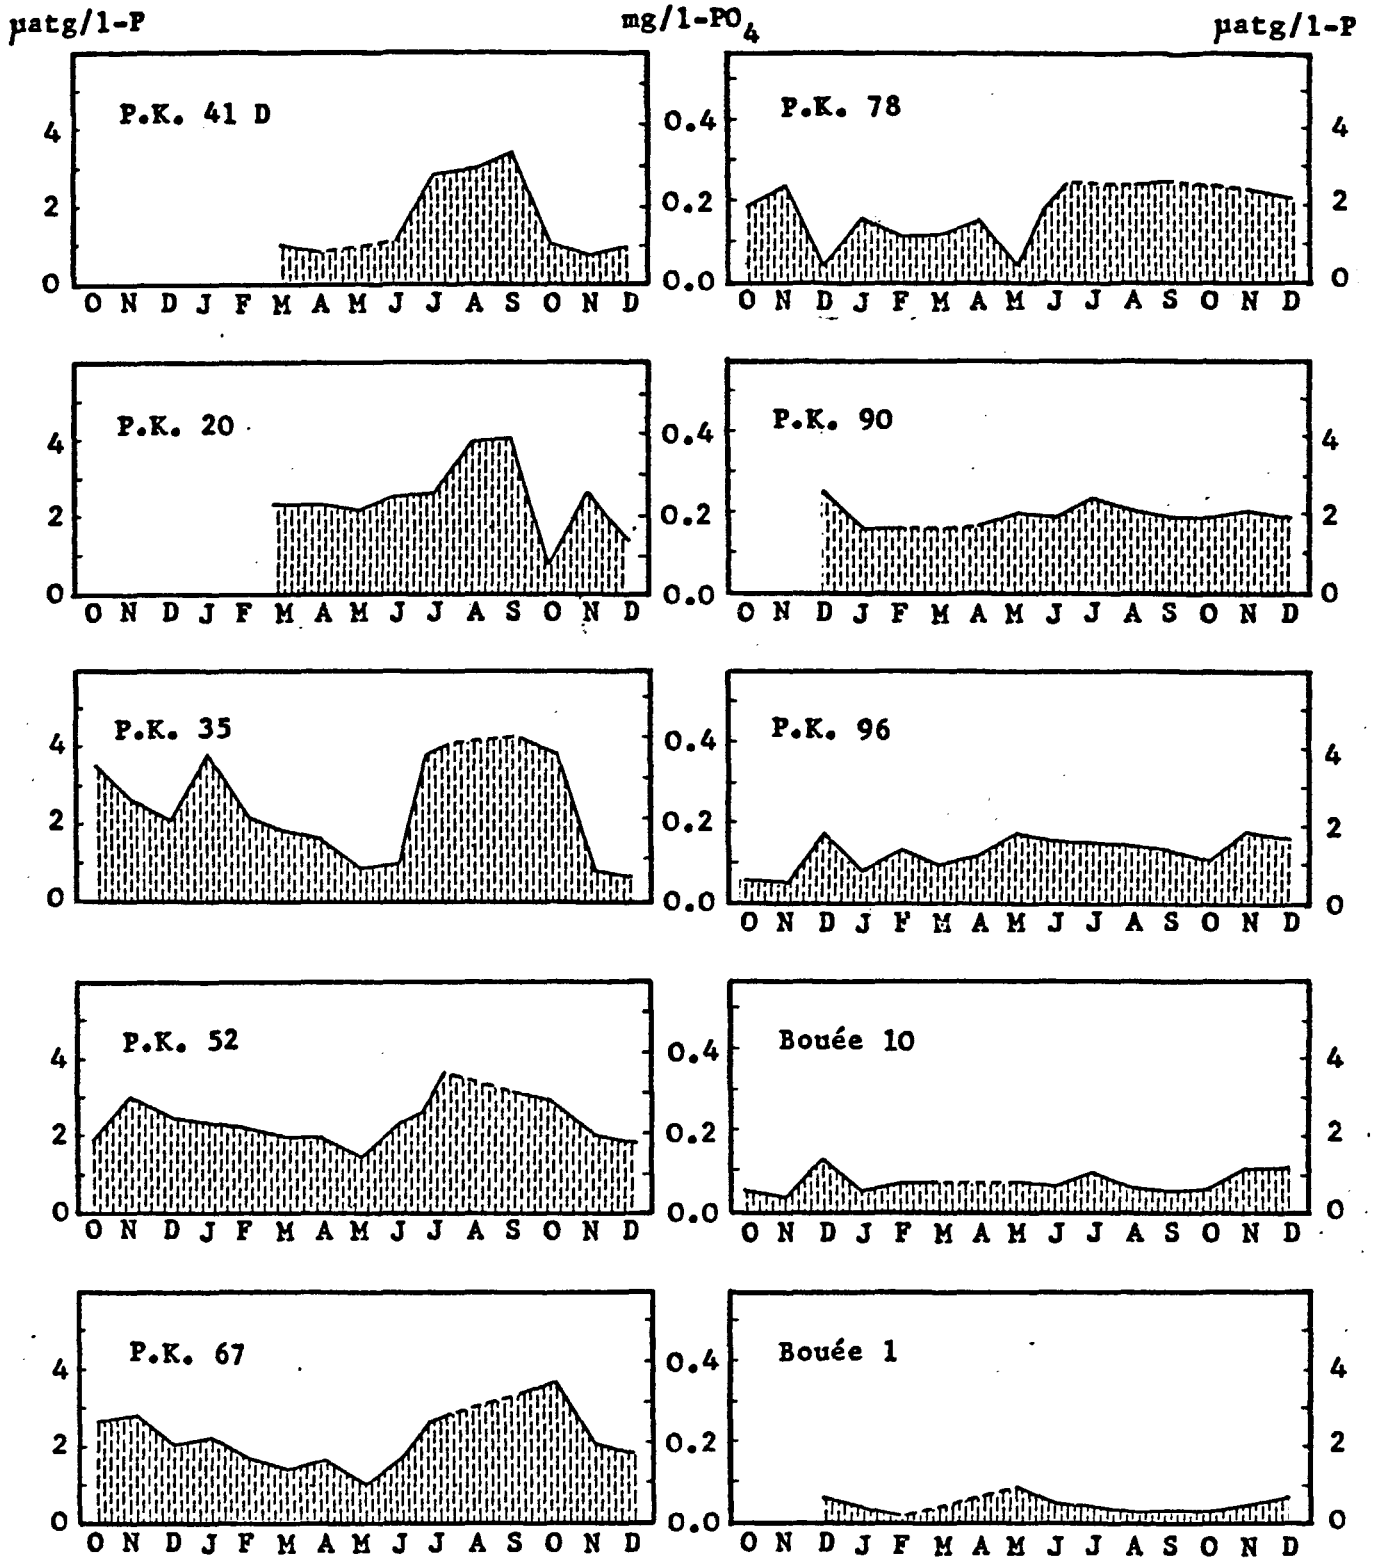 µatg/l-P mg/l-PO4 µatg/l-P
P.K. 41 D
4
2
0
O N D J F M A M J J A S O N D
0.4
0.2
0.0
P.K. 78
4
2
0
O N D J F M A M J J A S O N D
P.K. 20
4
2
0
O N D J F M A M J J A S O N D
0.4
0.2
0.0
P.K. 90
4
2
0
D J F M A M J J A S O N D
P.K. 35
4
2
0
0.4
0.2
0.0
P.K. 96
4
2
0
O N D J F M A M J J A S O N D
P.K. 52
4
2
0
O N D J F M A M J J A S O N D
0.4
0.2
0.0
Bouée 10
4
2
0
O N D J F M A M J J A S O N D
P.K. 67
4
2
0
O N D J F M A M J J A S O N D
0.4
0.2
0.0
Bouée 1
4
2
0
O N D J F M A M J J A S O N D